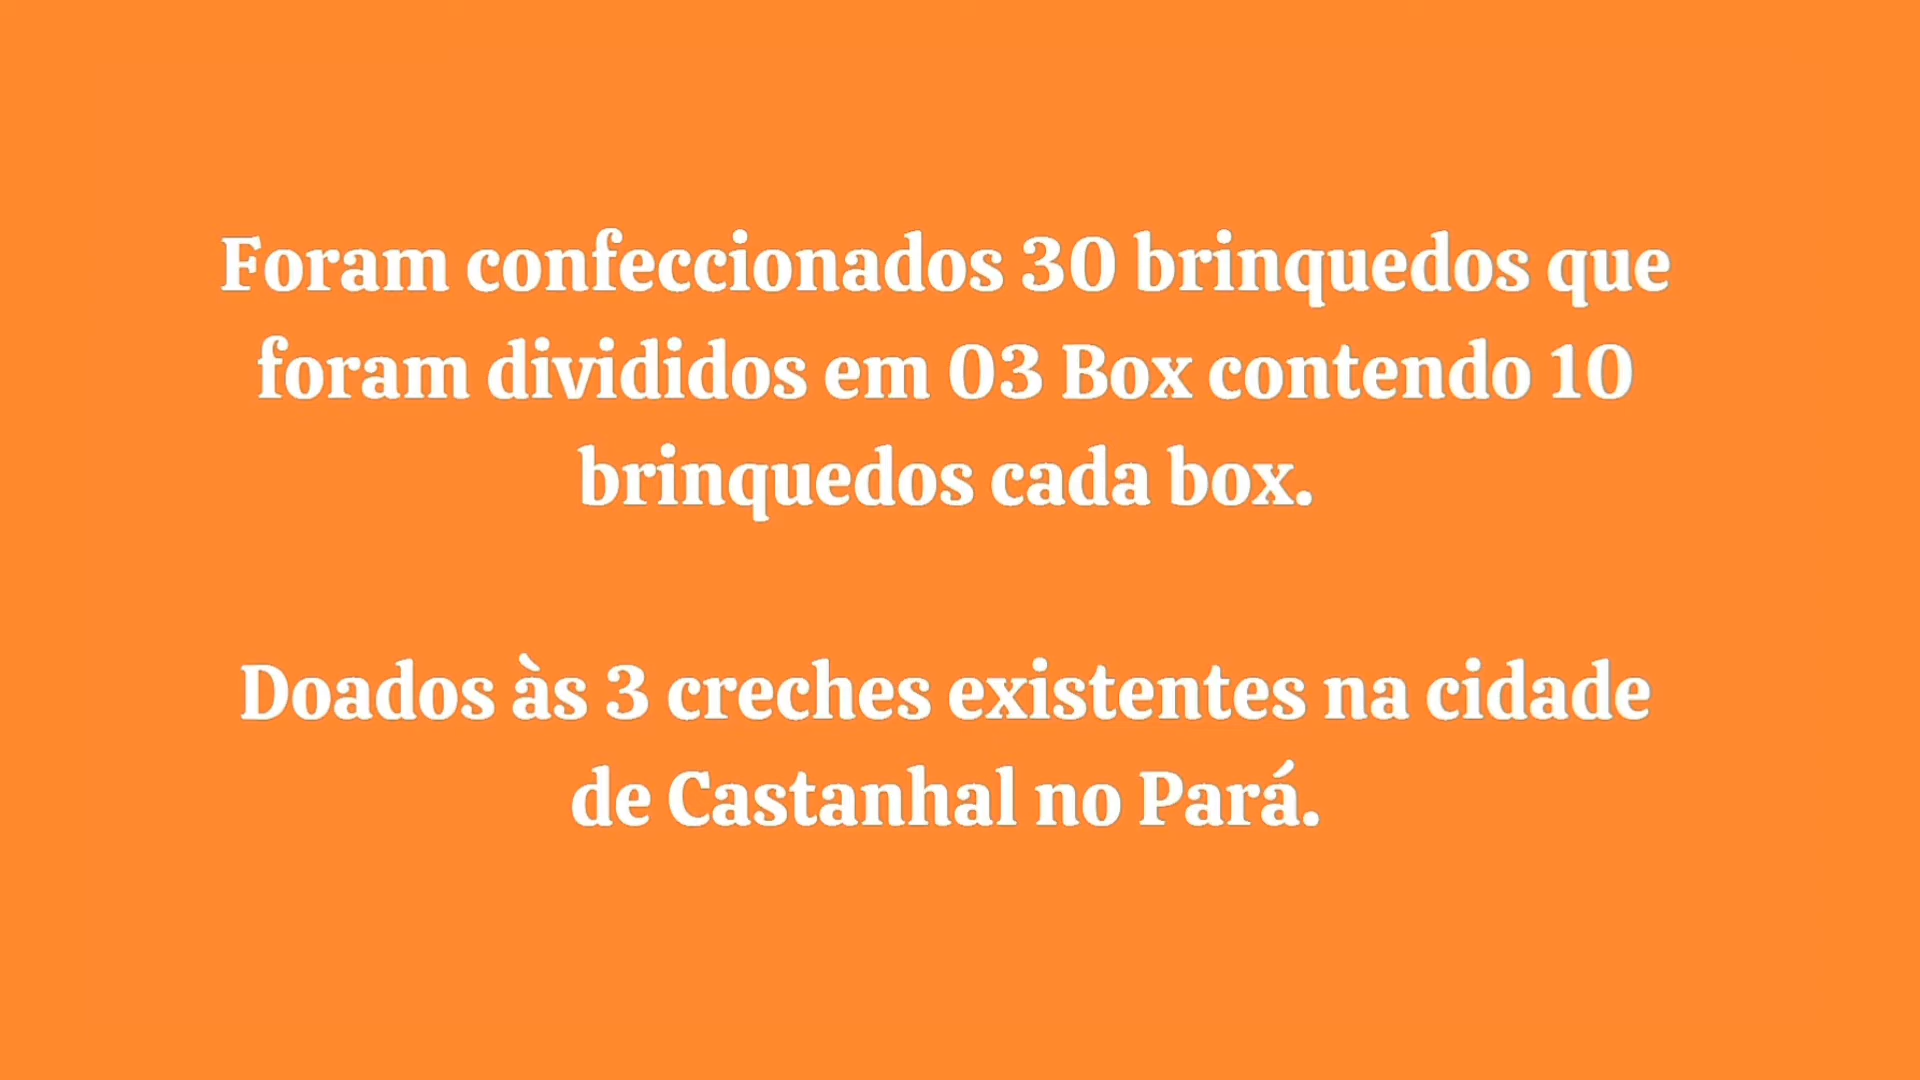 Foram confeccionados 30 brinquedos que
foram divididos em 03 Box contendo 10
brinquedos cada box.
Doados às 3 creches existentes na cidade
de Castanhal no Pará.